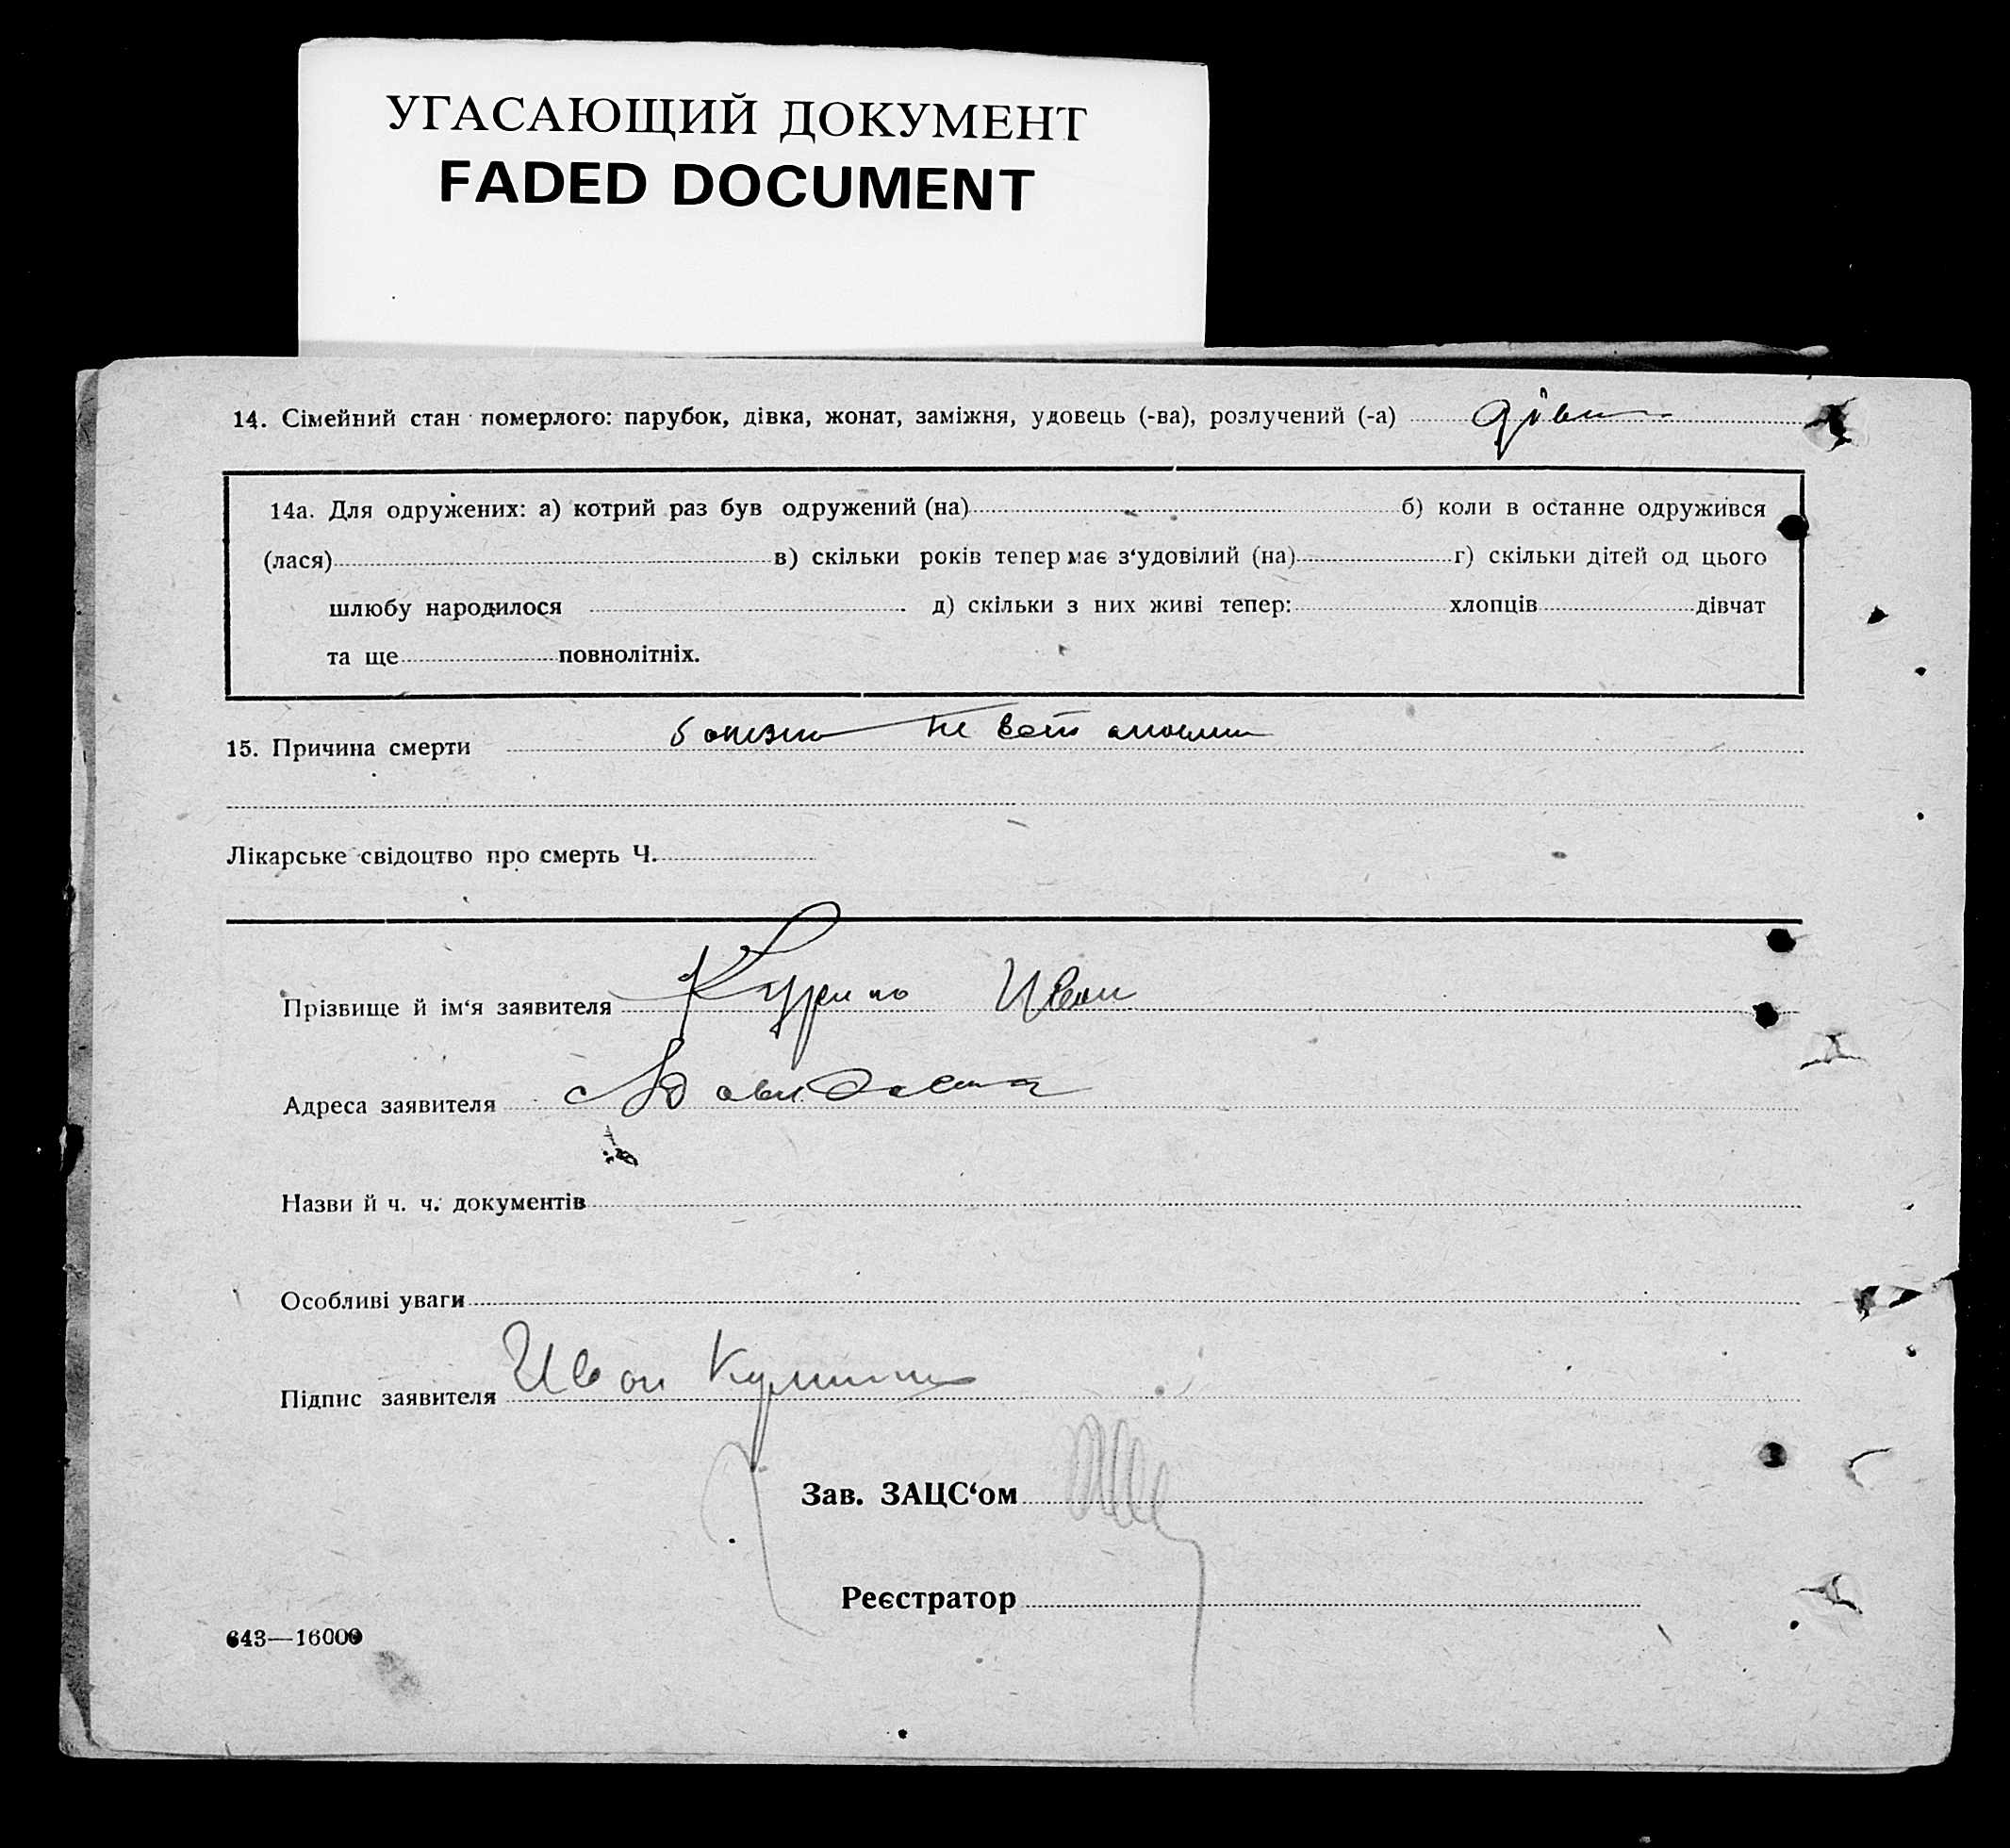 УГАСАЮЩИЙ ДОКУМЕНТ
FADED DOCUMENT
14. Сімейний стан померлого: парубок, дівка, жонат, заміжня, удовець (-ва), розлучений (-а)
14а. Для одружених: а) котрий раз був одружений (на) б) коли в останне одружився
(лася) в) скільки років тепер має з‘удовілий (на) г) скільки дітей од цього
шлюбу народилося д) скільки з них живі тепер: хлопців дівчат
та ще повнолітніх.
15. Причина смерти
Лікарське свідоцтво про смерть Ч.
Прізвище й ім‘я заявителя Иван
Адреса заявителя
Назви й ч. ч. документів
Особливі уваги
Підпис заявителя Иван
Зав. ЗАЦС‘ом
Реєстратор
643—16000